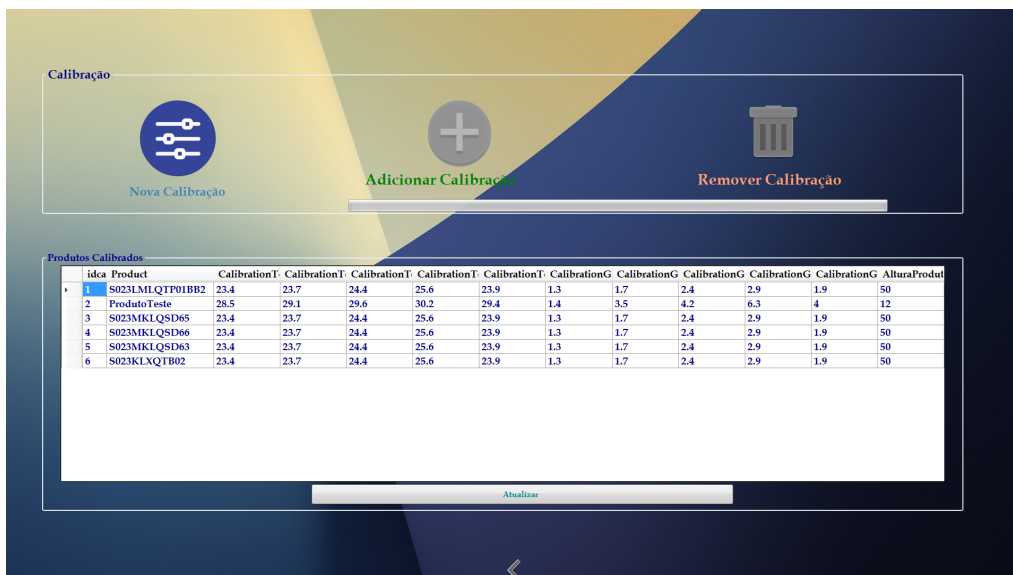 Calibração
Nova Calibração
Adicionar Calibração
Remover Calibração
Produtos Calibrados
idca Product CalibrationT CalibrationT CalibrationT CalibrationT CalibrationT CalibrationG CalibrationG CalibrationG CalibrationG CalibrationG AlturaProdut
1 S023LMLQTP01BB2 23.4 23.7 24.4 25.6 23.9 1.3 1.7 2.4 2.9 1.9 50
2 ProdutoTeste 28.5 29.1 29.6 30.2 29.4 1.4 3.5 4.2 6.3 4 12
3 S023MKLQSD65 23.4 23.7 24.4 25.6 23.9 1.3 1.7 2.4 2.9 1.9 50
4 S023MKLQSD66 23.4 23.7 24.4 25.6 23.9 1.3 1.7 2.4 2.9 1.9 50
5 S023MKLQSD63 23.4 23.7 24.4 25.6 23.9 1.3 1.7 2.4 2.9 1.9 50
6 S023KLXQTB02 23.4 23.7 24.4 25.6 23.9 1.3 1.7 2.4 2.9 1.9 50
Atualizar